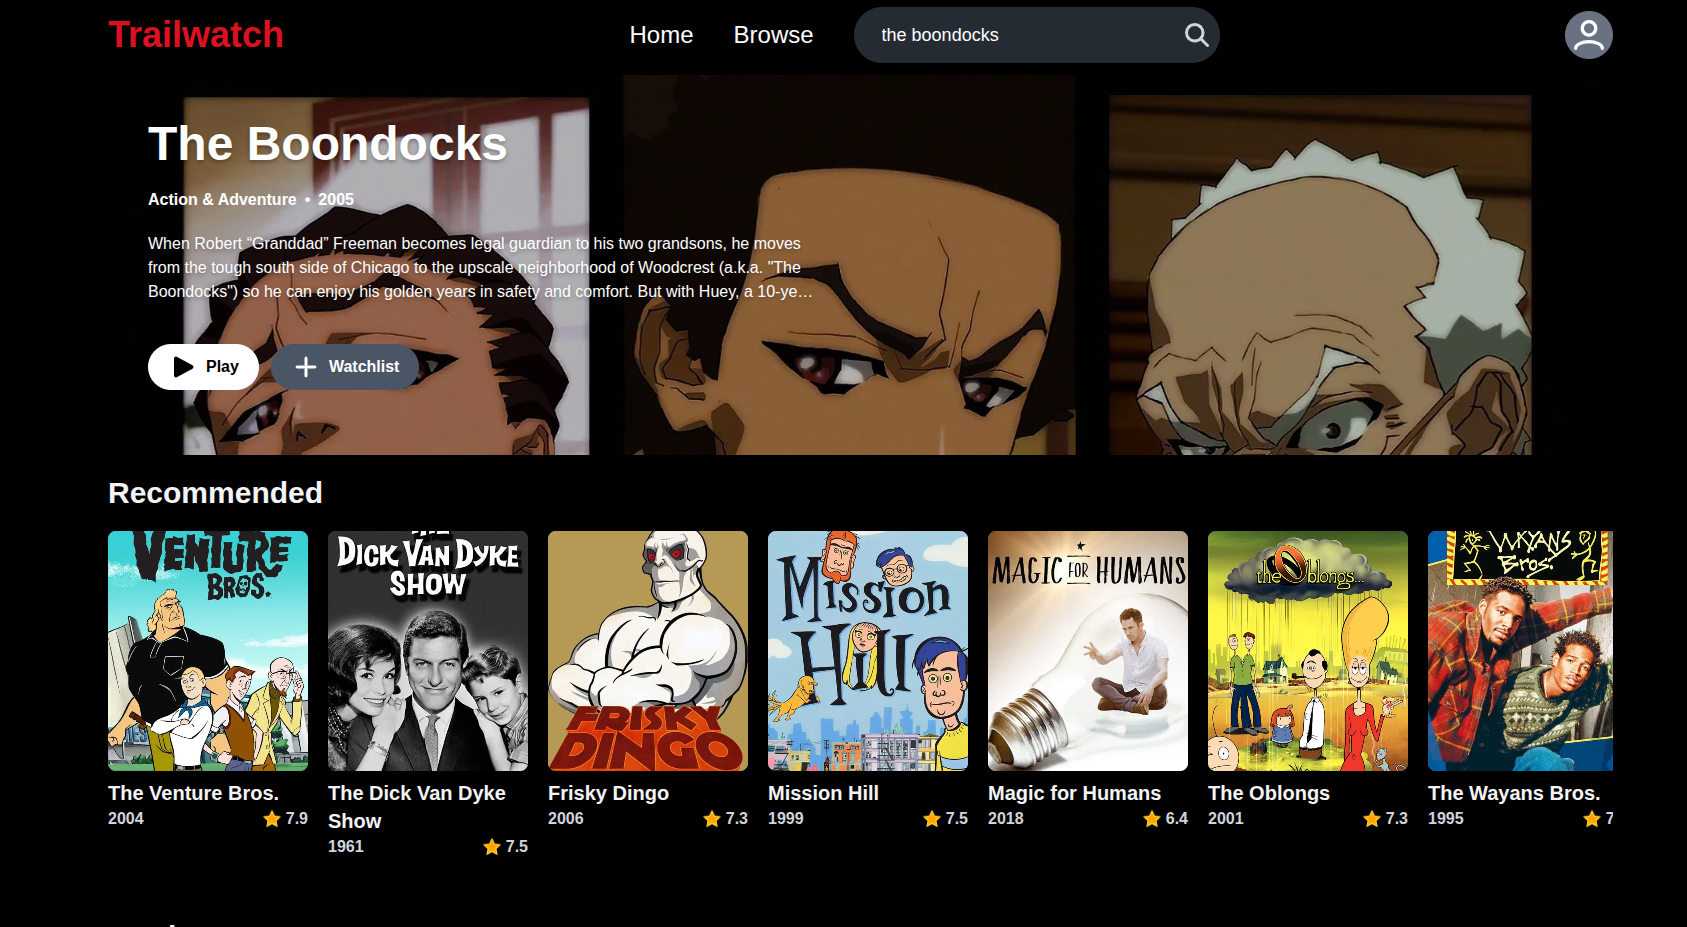 Trailwatch
Home
Browse
the boondocks
The Boondocks
Action & Adventure • 2005
When Robert “Granddad” Freeman becomes legal guardian to his two grandsons, he moves
from the tough south side of Chicago to the upscale neighborhood of Woodcrest (a.k.a. "The
Boondocks") so he can enjoy his golden years in safety and comfort. But with Huey, a 10-ye…
Play
Watchlist
Recommended
VENTURE
BROS.
THE
DICK VAN DYKE
SHOW
FRISKY
DINGO
Mission
Hill
MAGIC FOR HUMANS
the Oblongs...
WAYANS
Bros.
The Venture Bros.
2004
7.9
The Dick Van Dyke
Show
1961
7.5
Frisky Dingo
2006
7.3
Mission Hill
1999
7.5
Magic for Humans
2018
6.4
The Oblongs
2001
7.3
The Wayans Bros.
1995
7